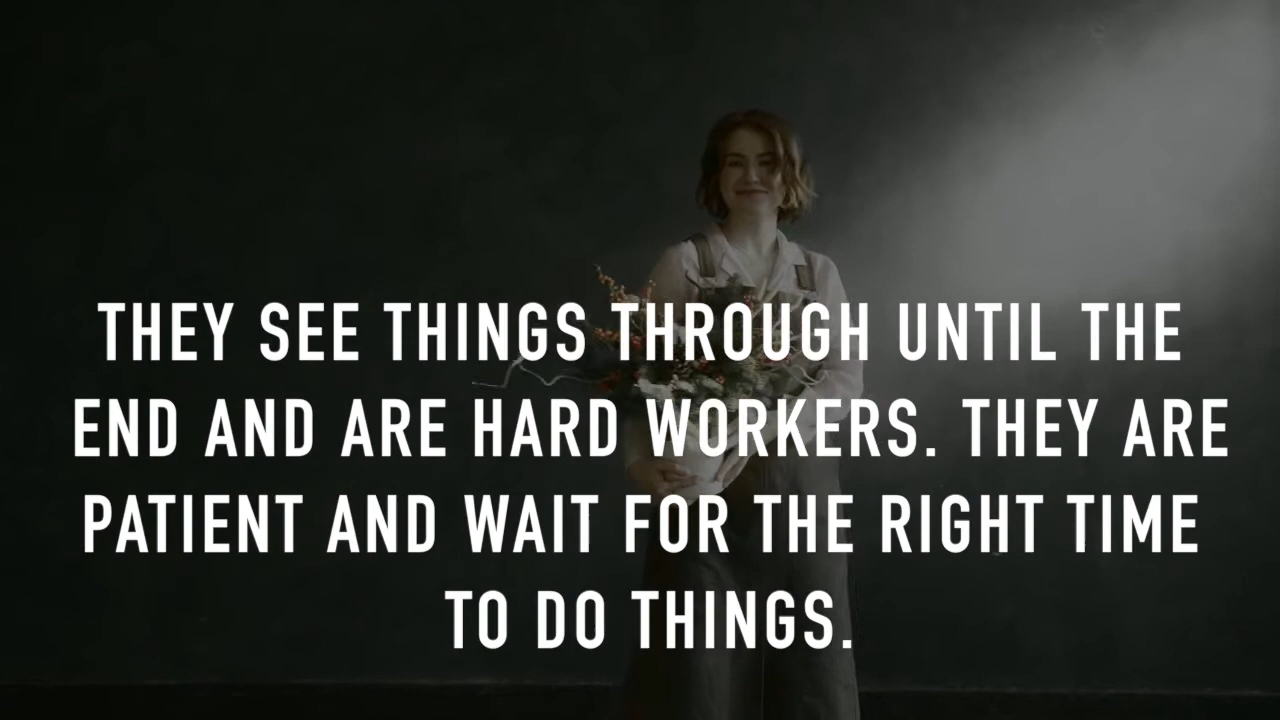 THEY SEE THINGS THROUGH UNTIL THE
END AND ARE HARD WORKERS. THEY ARE
PATIENT AND WAIT FOR THE RIGHT TIME
TO DO THINGS.